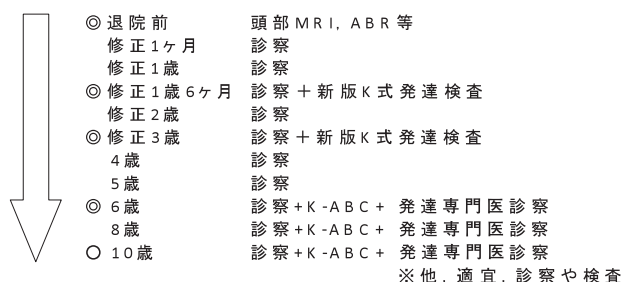 ◎退院前 頭部MRI, ABR等
修正1ヶ月 診察
修正1歳 診察
◎修正1歳6ヶ月 診察+新版K式発達検査
修正2歳 診察
◎修正3歳 診察+新版K式発達検査
4歳 診察
5歳 診察
◎6歳 診察+K-ABC+ 発達専門医診察
8歳 診察+K-ABC+ 発達専門医診察
○10歳 診察+K-ABC+ 発達専門医診察
※他, 適宜, 診察や検査